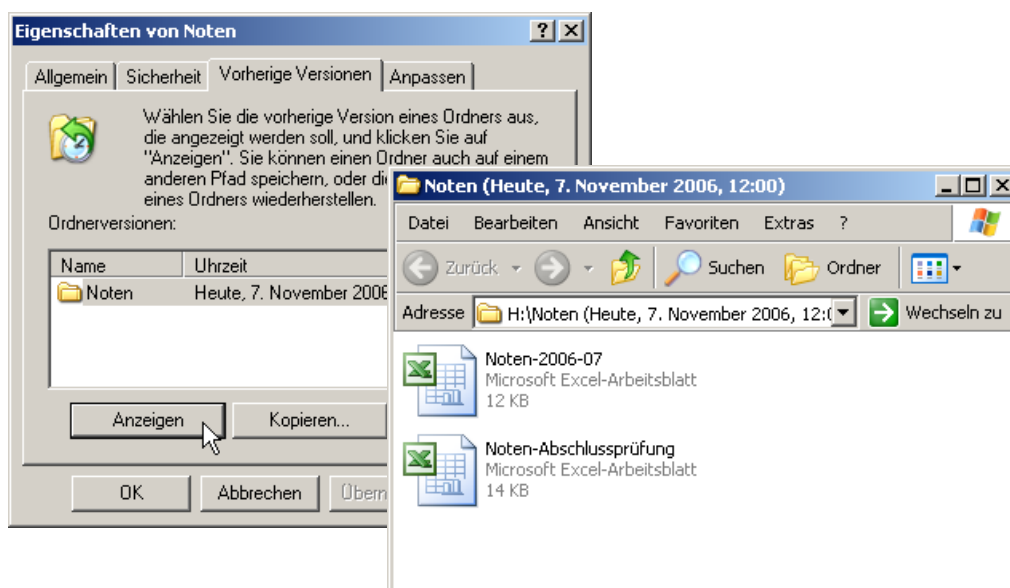 Eigenschaften von Noten
Allgemein Sicherheit Vorherige Versionen Anpassen
Wählen Sie die vorherige Version eines Ordners aus,
die angezeigt werden soll, und klicken Sie auf
"Anzeigen". Sie können einen Ordner auch auf einem
anderen Pfad speichern, oder die
eines Ordners wiederherstellen.
Ordnerversionen:
Name Uhrzeit
Noten Heute, 7. November 2006
Anzeigen Kopieren...
OK Abbrechen Übern
Noten (Heute, 7. November 2006, 12:00)
Datei Bearbeiten Ansicht Favoriten Extras ?
Zurück Suchen Ordner
Adresse H:\Noten (Heute, 7. November 2006, 12:( Wechseln zu
Noten-2006-07
Microsoft Excel-Arbeitsblatt
12 KB
Noten-Abschlussprüfung
Microsoft Excel-Arbeitsblatt
14 KB